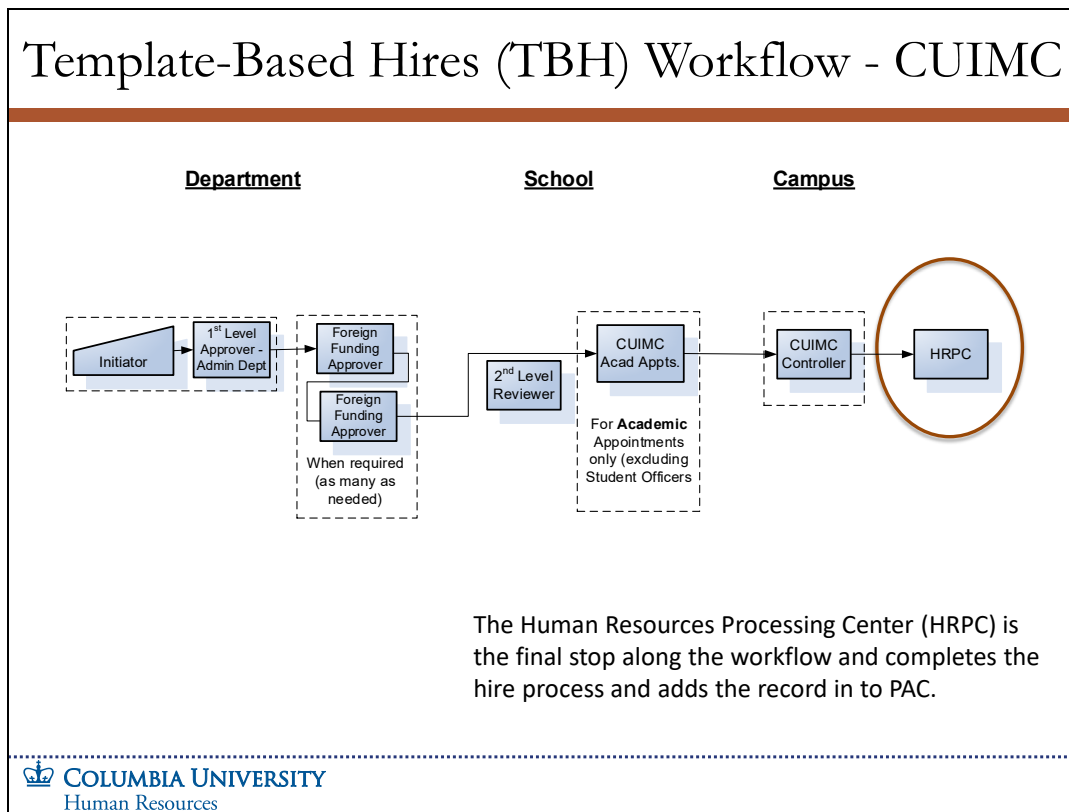 Template-Based Hires (TBH) Workflow - CUIMC
Department
School
Campus
Initiator
1st Level
Approver -
Admin Dept
Foreign
Funding
Approver
Foreign
Funding
Approver
When required
(as many as
needed)
2nd Level
Reviewer
CUIMC
Acad Appts.
For Academic
Appointments
only (excluding
Student Officers
CUIMC
Controller
HRPC
The Human Resources Processing Center (HRPC) is
the final stop along the workflow and completes the
hire process and adds the record in to PAC.
COLUMBIA UNIVERSITY
Human Resources